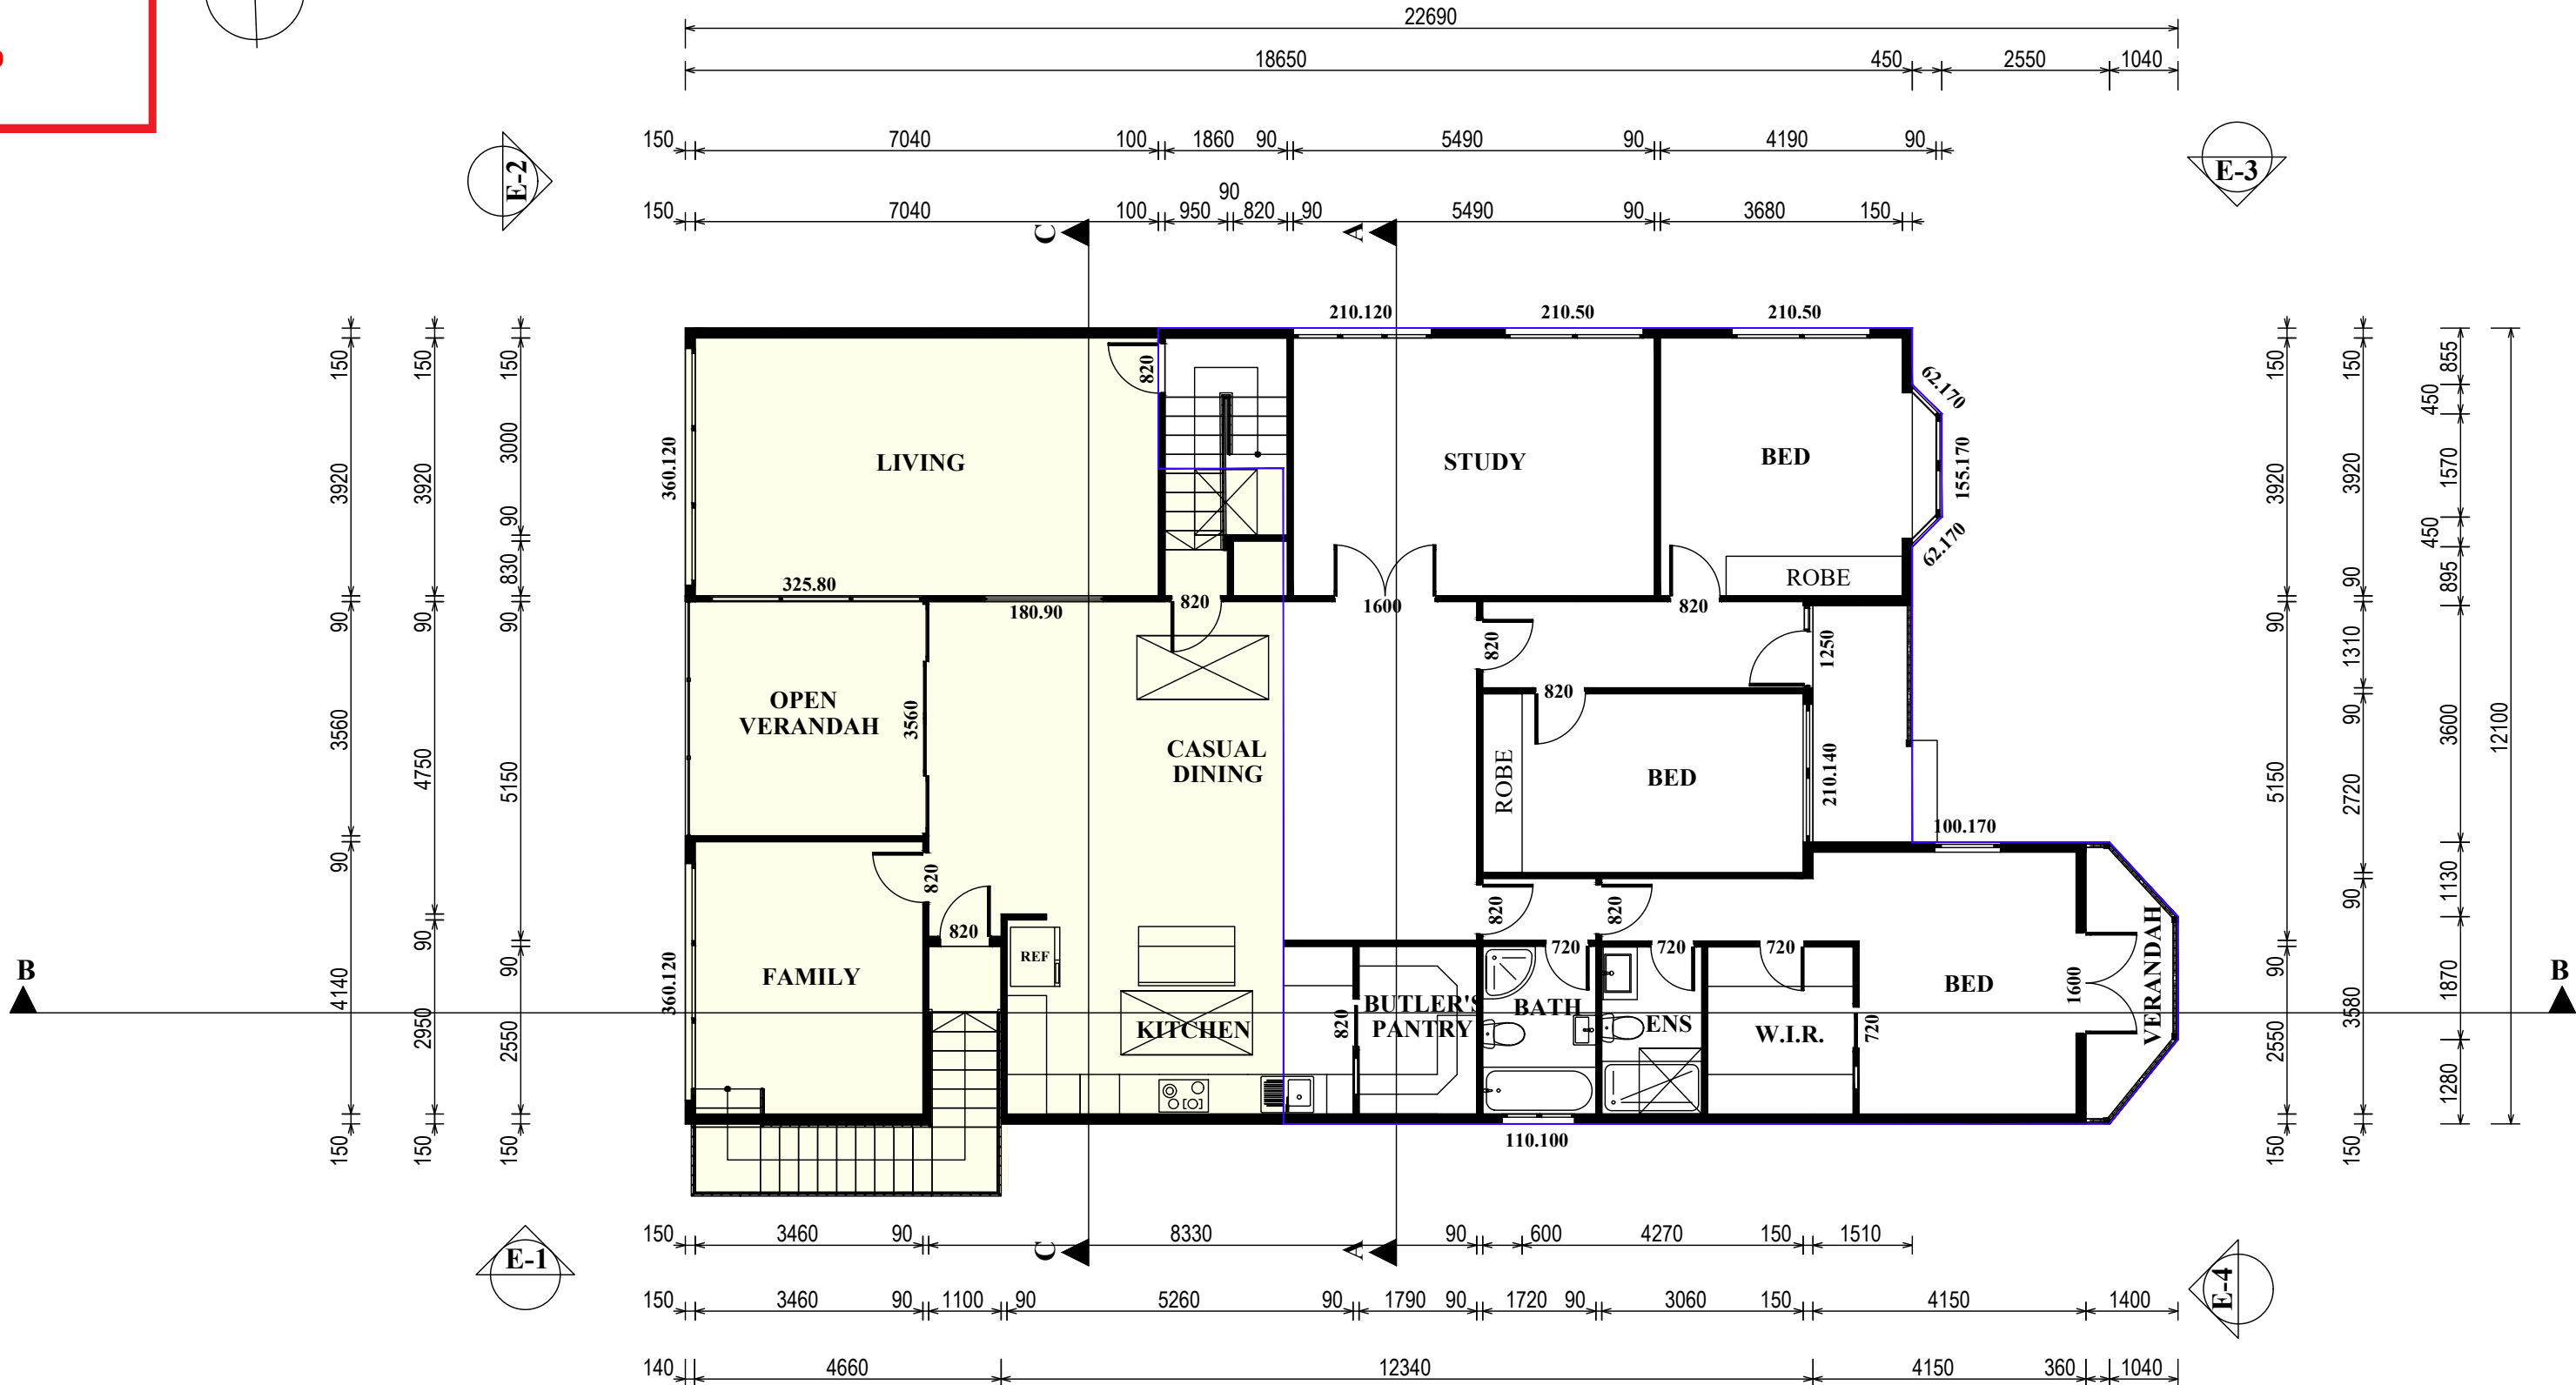 22690
18650 450 2550 1040
150 7040 100 1860 90 5490 90 4190 90
90
150 7040 100 950 820 90 5490 90 3680 150
E-2
E-3
C
A
210.120 210.50 210.50
150 3920 90 3560 90 4140 150
150 3920 90 4750 90 2950 150
150 3000 90 830 90 5150 90 2550 150
360.120
LIVING
820
STUDY
BED
62.170
155.170
62.170
ROBE
325.80
180.90
820
1600
820
OPEN
VERANDAH
3560
CASUAL
DINING
820
820
1250
ROBE
BED
210.140
100.170
820
820
820
820
360.120
FAMILY
REF
KITCHEN
820
BUTLER'S
PANTRY
720
BATH
720
ENS
720
W.I.R.
720
BED
1600
VERANDAH
110.100
B
B
150 3920 90 5150 90 2550 150
150 3920 90 1310 90 2720 90 3580 150
855 450 1570 450 895 3600 1130 1870 1280
12100
E-1
E-4
C
A
150 3460 90 8330 90 600 4270 150 1510
150 3460 90 1100 90 5260 90 1790 90 1720 90 3060 150 4150 1400
140 4660 12340 4150 360 1040